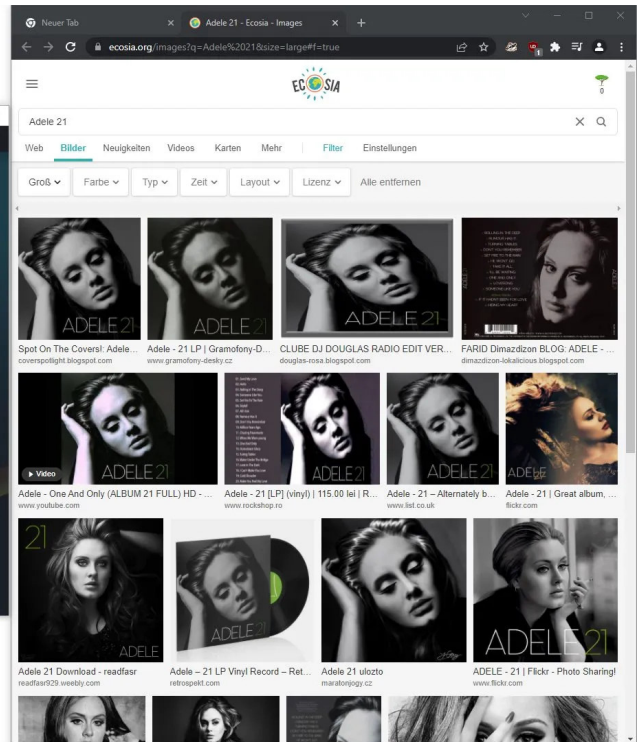 Neuer Tab
Adele 21 - Ecosia - Images
ecosia.org/images?q=Adele%2021&size=large#f=true
1
ECOSIA
0
Adele 21
Web Bilder Neuigkeiten Videos Karten Mehr Filter Einstellungen
Groß Farbe Typ Zeit Layout Lizenz Alle entfernen
ADELE 21
ADELE 21
ADELE 21
ADELE
Spot On The Covers!: Adele...
coverspotlight.blogspot.com
Adele - 21 LP | Gramofony-D...
www.gramofony-desky.cz
CLUBE DJ DOUGLAS RADIO EDIT VER...
douglas-rosa.blogspot.com
FARID Dimazdizon BLOG: ADELE - ...
dimazdizon-lokalicious.blogspot.com
Video
ADELE 21
ADELE 21
ADELE 21
ADELE 21
Adele - One And Only (ALBUM 21 FULL) HD - ...
www.youtube.com
Adele - 21 [LP] (vinyl) | 115.00 lei | R...
www.rockshop.ro
Adele - 21 – Alternately b...
www.list.co.uk
Adele - 21 | Great album, ...
flickr.com
21
ADELE
ADELE 21
ADELE 21
Adele 21 Download - readfasr
readfasr929.weebly.com
Adele – 21 LP Vinyl Record – Ret...
retrospekt.com
Adele 21 ulozto
maratonjogy.cz
ADELE - 21 | Flickr - Photo Sharing!
www.flickr.com